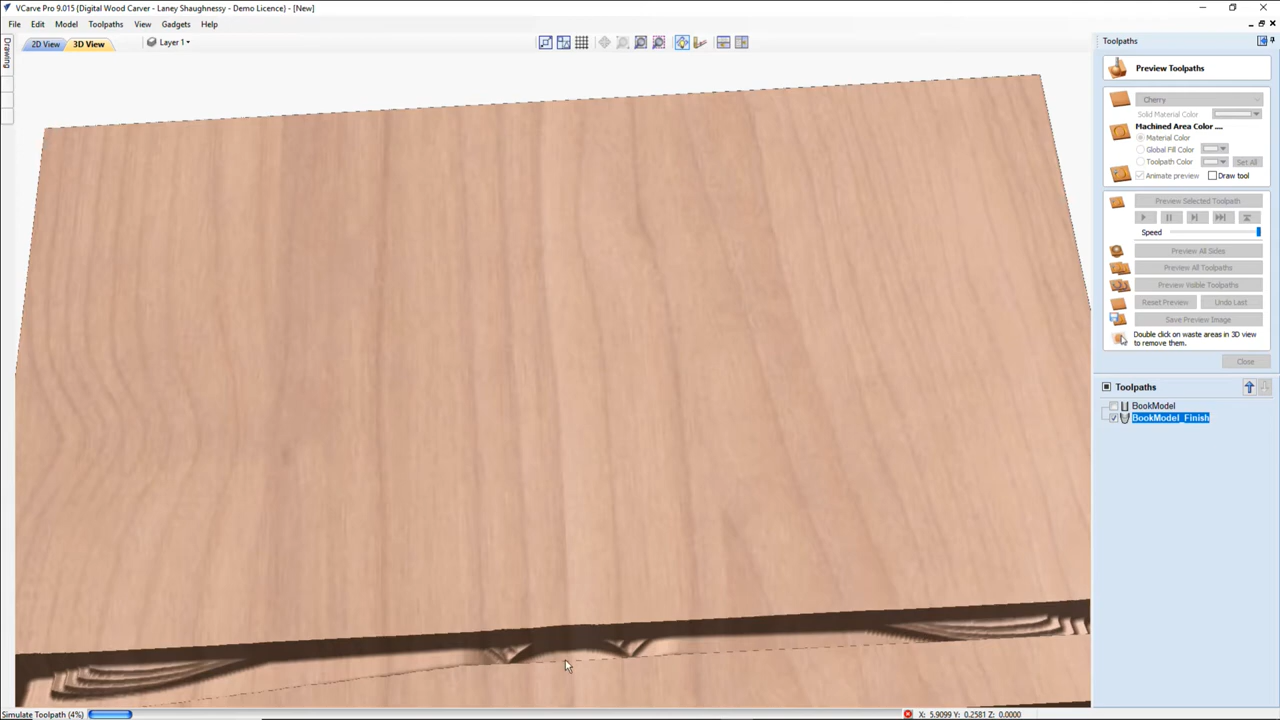 VCarve Pro 9.015 {Digital Wood Carver - Laney Shaughnessy - Demo Licence} - [New]
File Edit Model Toolpaths View Gadgets Help
2D View 3D View Layer 1
Drawing
Toolpaths
Preview Toolpaths
Cherry
Solid Material Color
Machined Area Color ....
Material Color
Global Fill Color
Toolpath Color Set All
Animate preview Draw tool
Preview Selected Toolpath
Speed
Preview All Sides
Preview All Toolpaths
Preview Visible Toolpaths
Reset Preview Undo Last
Save Preview Image
Double click on waste areas in 3D view
to remove them.
Close
Toolpaths
BookModel
BookModel_Finish
Simulate Toolpath (4%) X: 5.9099 Y: 0.2581 Z: 0.0000